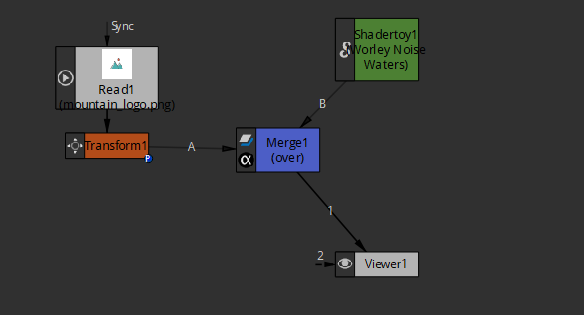 Sync
Shadertoy1
(Worley Noise
Waters)
Read1
(mountain_logo.png)
B
Transform1
P
A
Merge1
(over)
α
1
2
Viewer1